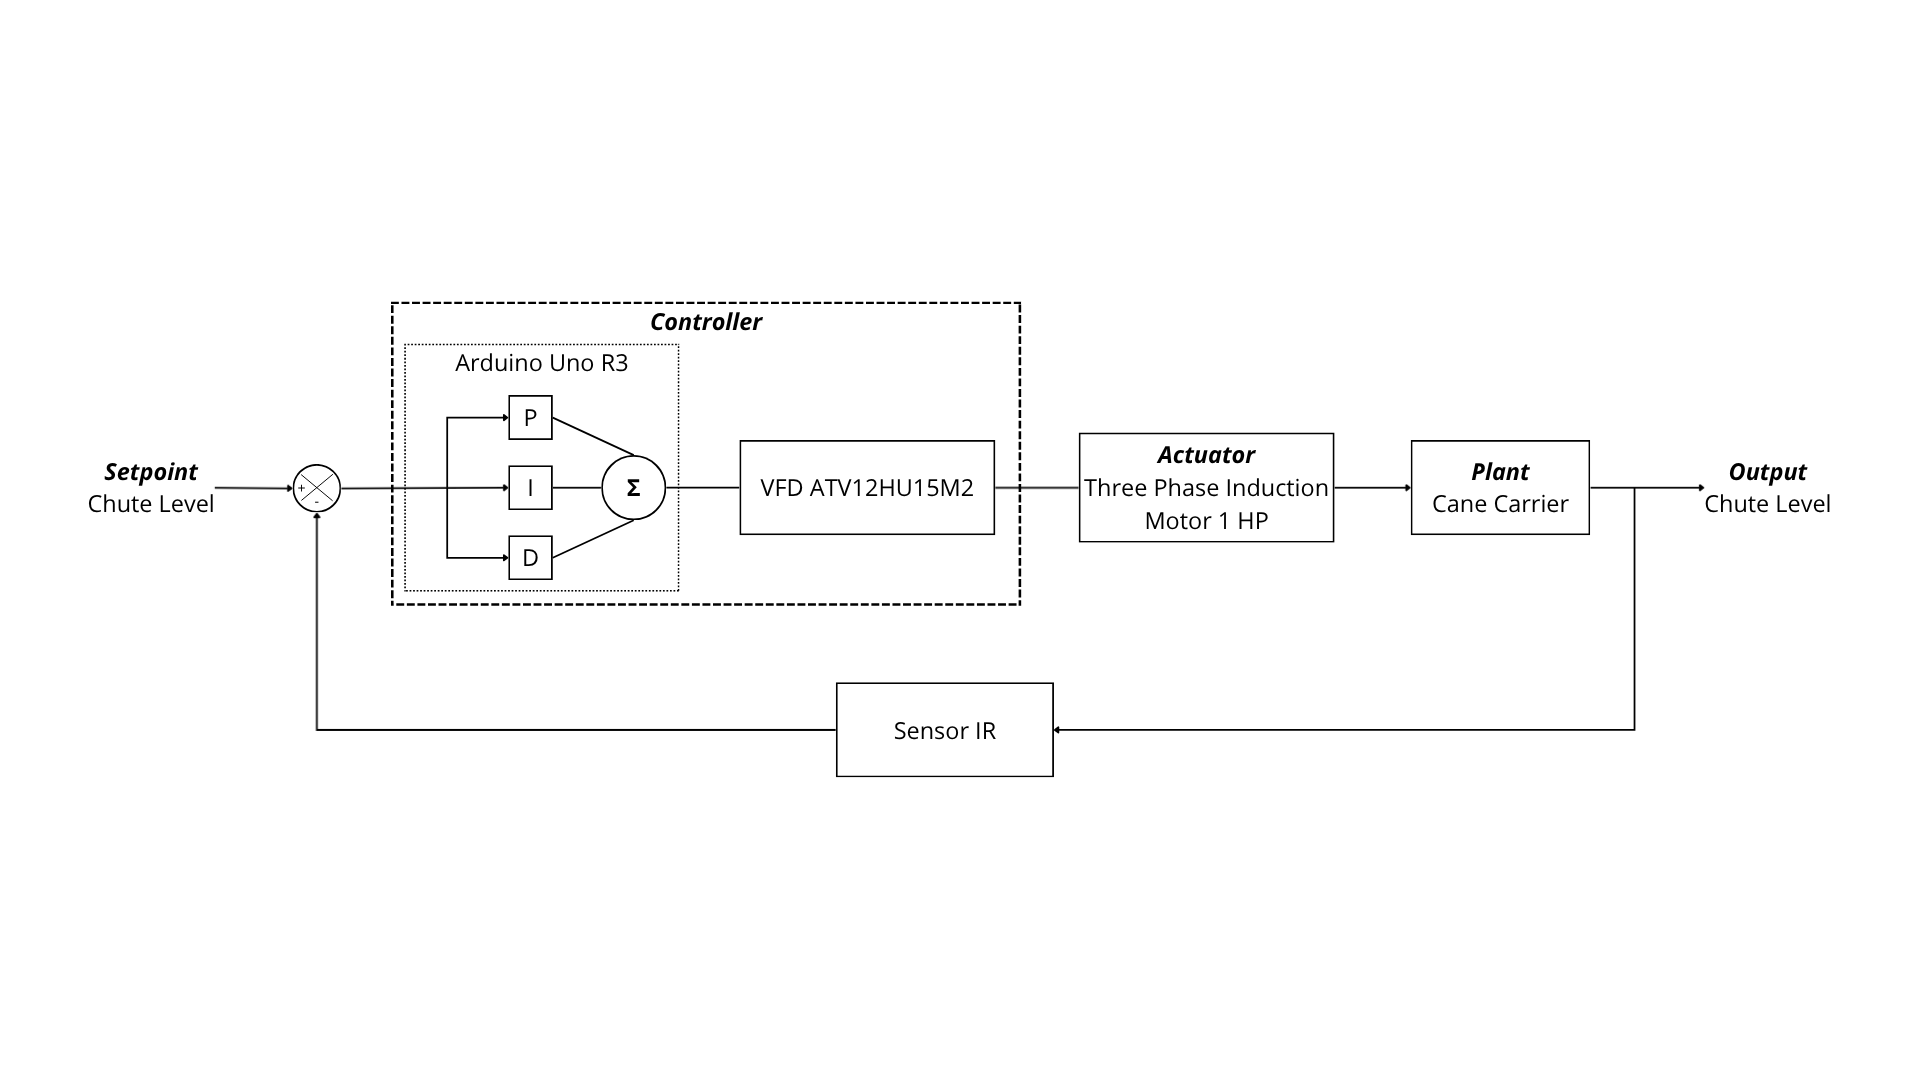 Controller
Arduino Uno R3
P
Setpoint
Chute Level
+
-
I
Σ
VFD ATV12HU15M2
Actuator
Three Phase Induction
Motor 1 HP
Plant
Cane Carrier
Output
Chute Level
D
Sensor IR